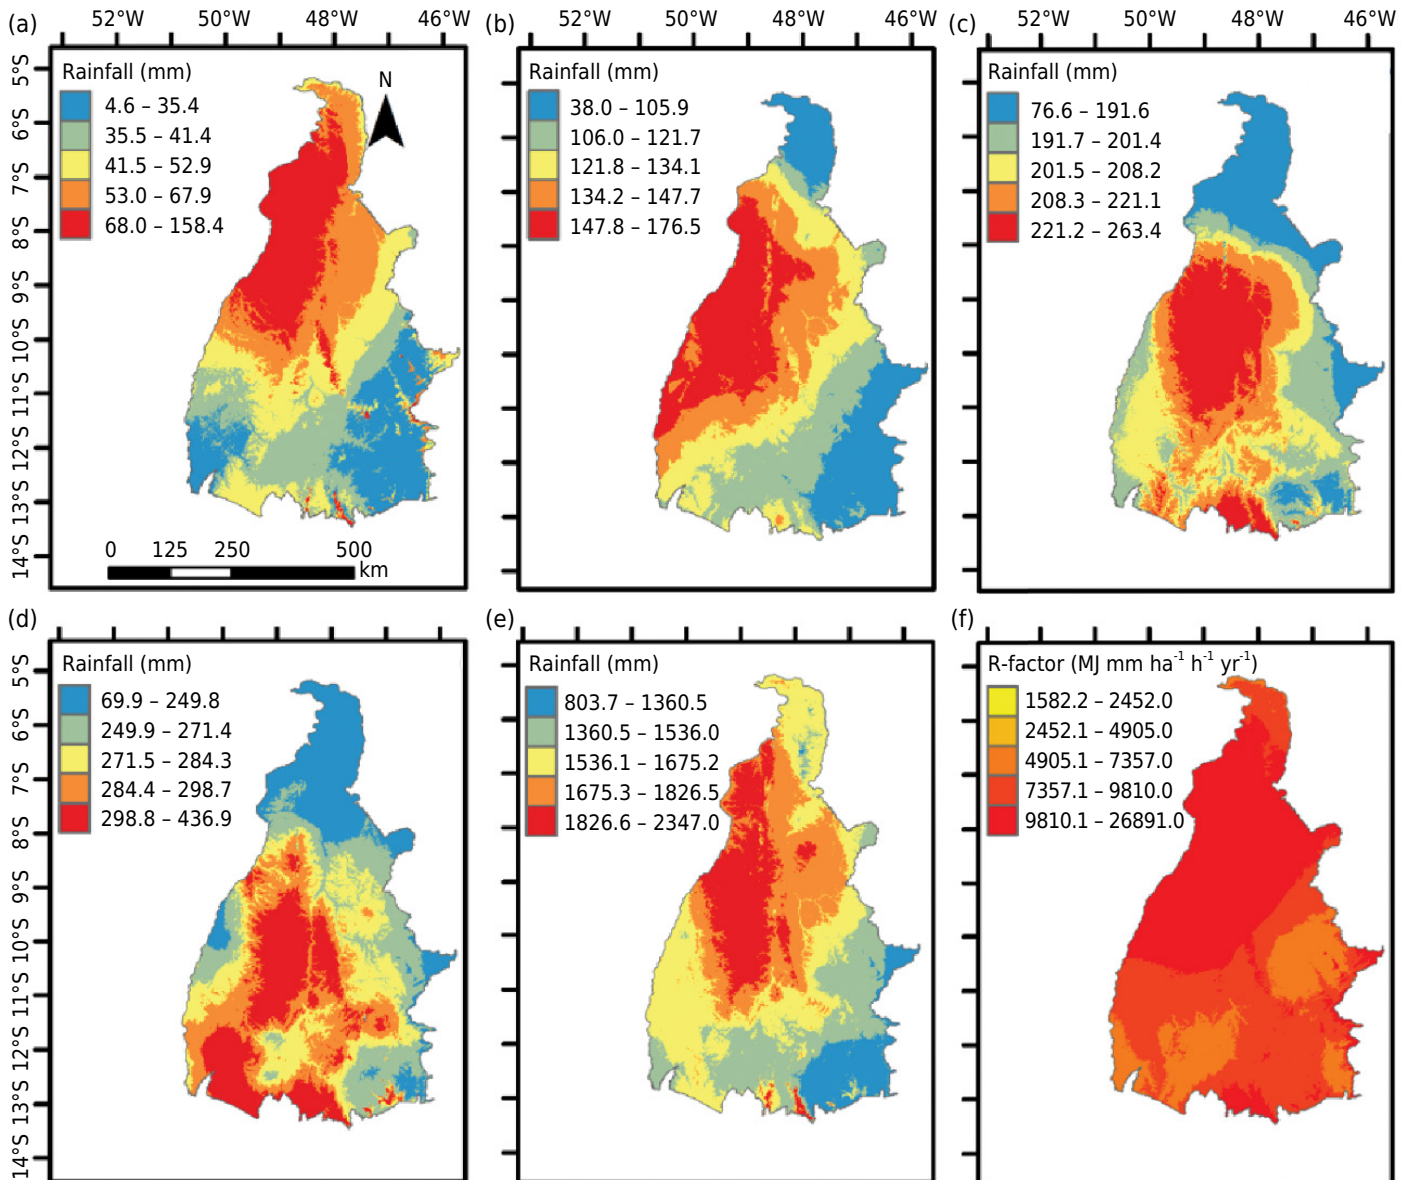 (a) 52°W 50°W 48°W 46°W
(b) 52°W 50°W 48°W 46°W
(c) 52°W 50°W 48°W 46°W
5°S
6°S
7°S
8°S
9°S
10°S
11°S
12°S
13°S
14°S
Rainfall (mm)
4.6 – 35.4
35.5 – 41.4
41.5 – 52.9
53.0 – 67.9
68.0 – 158.4
N
0 125 250 500
km
Rainfall (mm)
38.0 – 105.9
106.0 – 121.7
121.8 – 134.1
134.2 – 147.7
147.8 – 176.5
Rainfall (mm)
76.6 – 191.6
191.7 – 201.4
201.5 – 208.2
208.3 – 221.1
221.2 – 263.4
(d)
5°S
6°S
7°S
8°S
9°S
10°S
11°S
12°S
13°S
14°S
Rainfall (mm)
69.9 – 249.8
249.9 – 271.4
271.5 – 284.3
284.4 – 298.7
298.8 – 436.9
(e)
Rainfall (mm)
803.7 – 1360.5
1360.5 – 1536.0
1536.1 – 1675.2
1675.3 – 1826.5
1826.6 – 2347.0
(f)
R-factor (MJ mm ha⁻¹ h⁻¹ yr⁻¹)
1582.2 – 2452.0
2452.1 – 4905.0
4905.1 – 7357.0
7357.1 – 9810.0
9810.1 – 26891.0